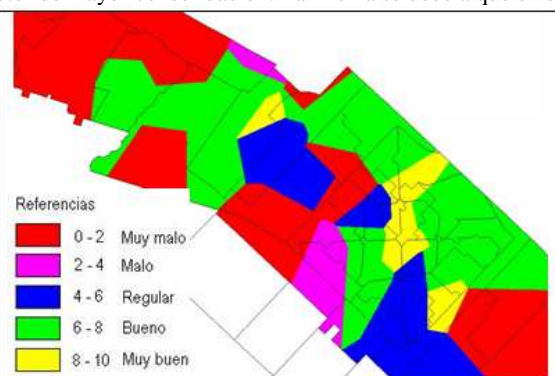 Referencias
0 - 2 Muy malo
2 - 4 Malo
4 - 6 Regular
6 - 8 Bueno
8 - 10 Muy buen